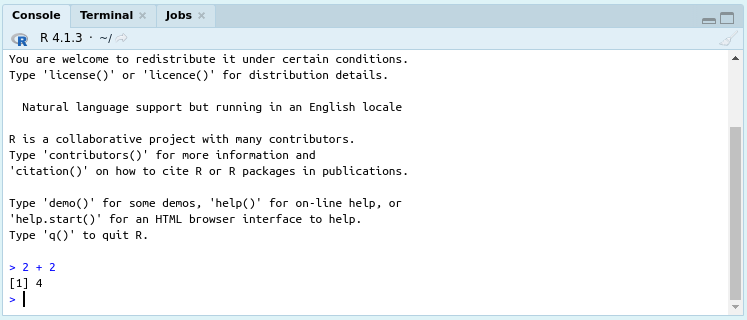 Console Terminal Jobs
R R 4.1.3 · ~/
You are welcome to redistribute it under certain conditions.
Type 'license()' or 'licence()' for distribution details.
Natural language support but running in an English locale
R is a collaborative project with many contributors.
Type 'contributors()' for more information and
'citation()' on how to cite R or R packages in publications.
Type 'demo()' for some demos, 'help()' for on-line help, or
'help.start()' for an HTML browser interface to help.
Type 'q()' to quit R.
> 2 + 2
[1] 4
>